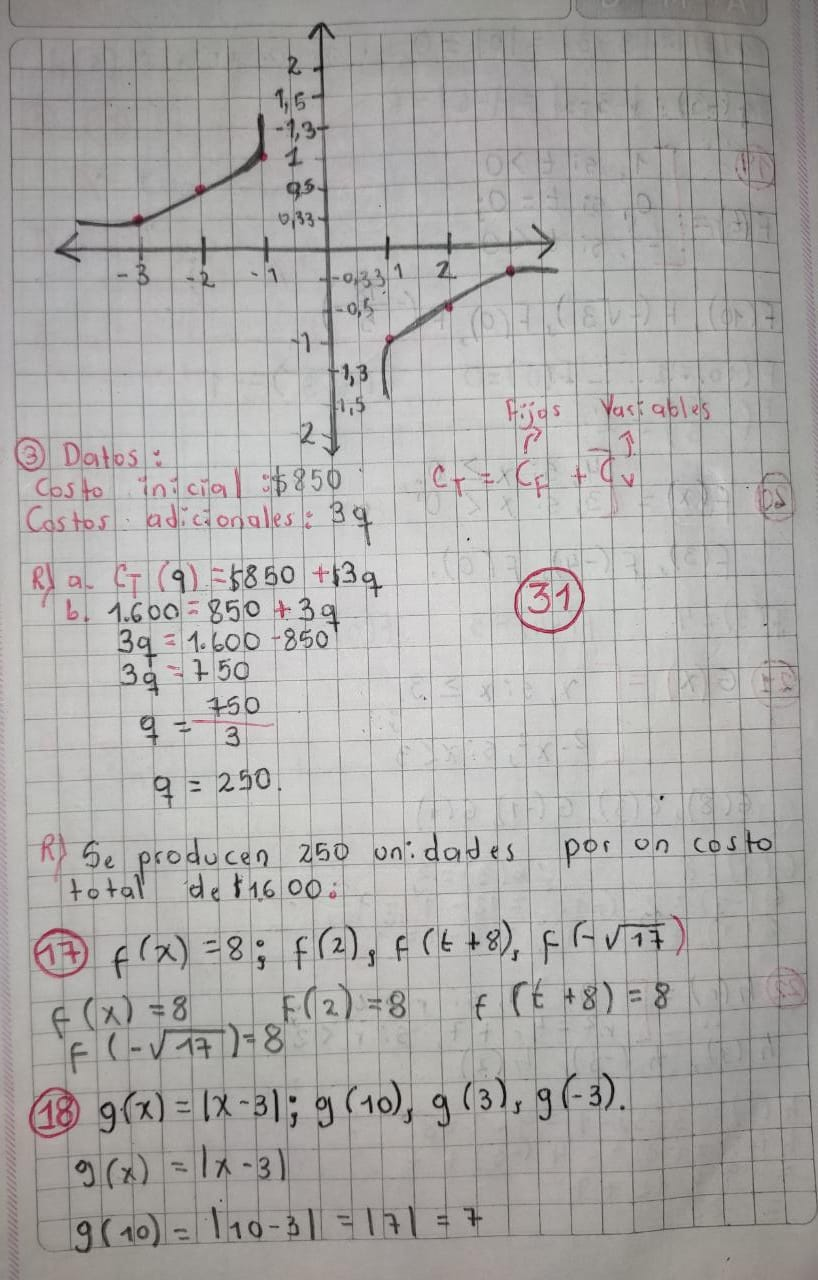 2
1,5
-1,3
1
0,5
0,33
-3 -2 -1 1 2
-0,33
-0,5
-1
1,3
1,5
2
Fijos Variables
③ Datos:
Costo inicial: $850 C_T = C_F + C_V
Costos adicionales: 3q
R) a. C_T (q) = $850 + $3q
31
b. 1.600 = 850 + 3q
3q = 1.600 - 850
3q = 750
q = 750
3
q = 250.
R) Se producen 250 unidades por un costo
total de $1.600.
⑰ f(x) = 8; f(2), f(t+8), f(-√17)
f(x) = 8 f(2) = 8 f(t+8) = 8
f(-√17) = 8
⑱ g(x) = |x-3|; g(10), g(3), g(-3).
g(x) = |x-3|
g(10) = |10-3| = |7| = 7